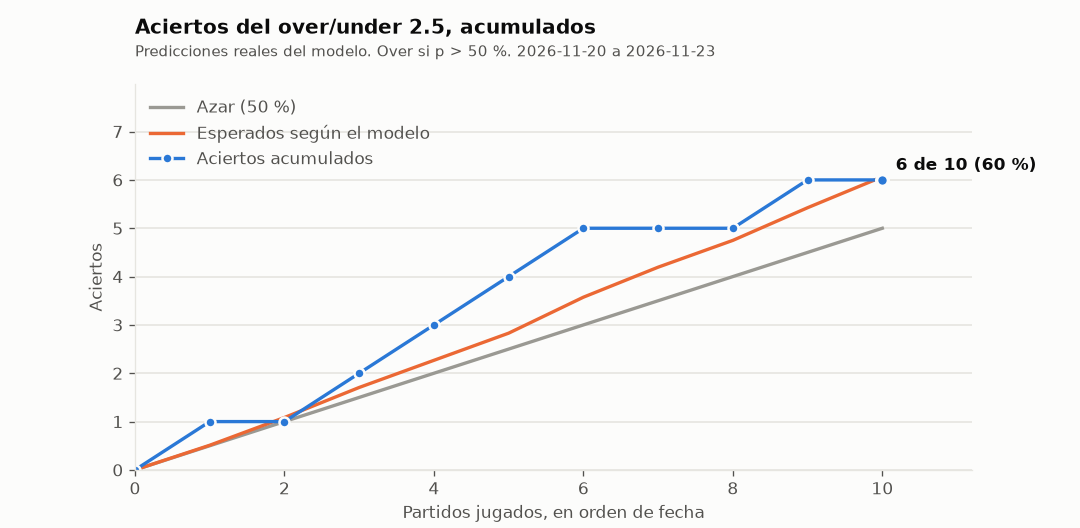 Aciertos del over/under 2.5, acumulados
Predicciones reales del modelo. Over si p > 50 %. 2026-11-20 a 2026-11-23
Azar (50 %)
Esperados según el modelo
Aciertos acumulados
6 de 10 (60 %)
7
6
5
4
3
2
1
0
Aciertos
0 2 4 6 8 10
Partidos jugados, en orden de fecha